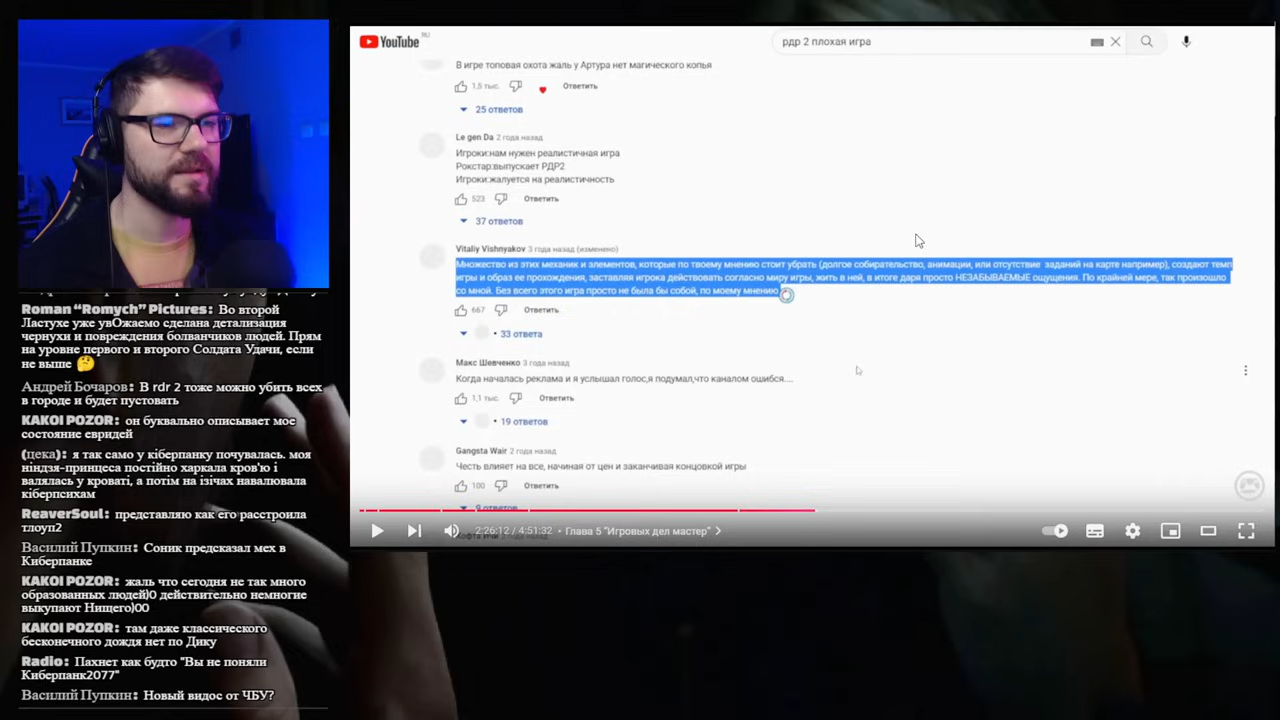 YouTube RU
рдр 2 плохая игра
В игре топовая охота жаль у Артура нет магического копья
1,5 тыс. Ответить
25 ответов
Le gen Da 2 года назад
Игроки:нам нужен реалистичная игра
Рокстар:выпускает РДР2
Игроки:жалуется на реалистичность
523 Ответить
37 ответов
Vitaliy Vishnyakov 3 года назад (изменено)
Множество из этих механик и элементов, которые по твоему мнению стоит убрать (долгое собирательство, анимации, или отсутствие заданий на карте например), создают темп
игры и образ ее прохождения, заставляя игрока действовать согласно миру игры, жить в ней, в итоге даря просто НЕЗАБЫВАЕМЫЕ ощущения. По крайней мере, так произошло
со мной. Без всего этого игра просто не была бы собой, по моему мнению
667 Ответить
• 33 ответа
Макс Шевченко 3 года назад
Когда началась реклама и я услышал голос,я подумал,что каналом ошибся....
1,1 тыс. Ответить
• 19 ответов
Gangsta Wair 2 года назад
Честь влияет на все, начиная от цен и заканчивая концовкой игры
100 Ответить
9 ответов
2:26:12 / 4:51:32 • Глава 5 "Игровых дел мастер" >
Roman “Romych” Pictures: Во второй
Ластухе уже увОжаемо сделана детализация
чернухи и повреждения болванчиков людей. Прям
на уровне первого и второго Солдата Удачи, если
не выше 🤔
Андрей Бочаров: В rdr 2 тоже можно убить всех
в городе и будет пустовать
KAKOI POZOR: он буквально описывает мое
состояние евридей
(цека): я так само у кіберпанку почувалась. моя
ніндзя-принцеса постійно харкала кров'ю і
валялась у кроваті, а потім на ізічах навалювала
кіберпсихам
ReaverSoul: представляю как его расстроила
тлоуп2
Василий Пупкин: Соник предсказал мех в
Киберпанке
KAKOI POZOR: жаль что сегодня не так много
образованных людей)0 действительно немногие
выкупают Нищего)00
KAKOI POZOR: там даже классического
бесконечного дождя нет по Дику
Radio: Пахнет как будто "Вы не поняли
Киберпанк2077"
Василий Пупкин: Новый видос от ЧБУ?